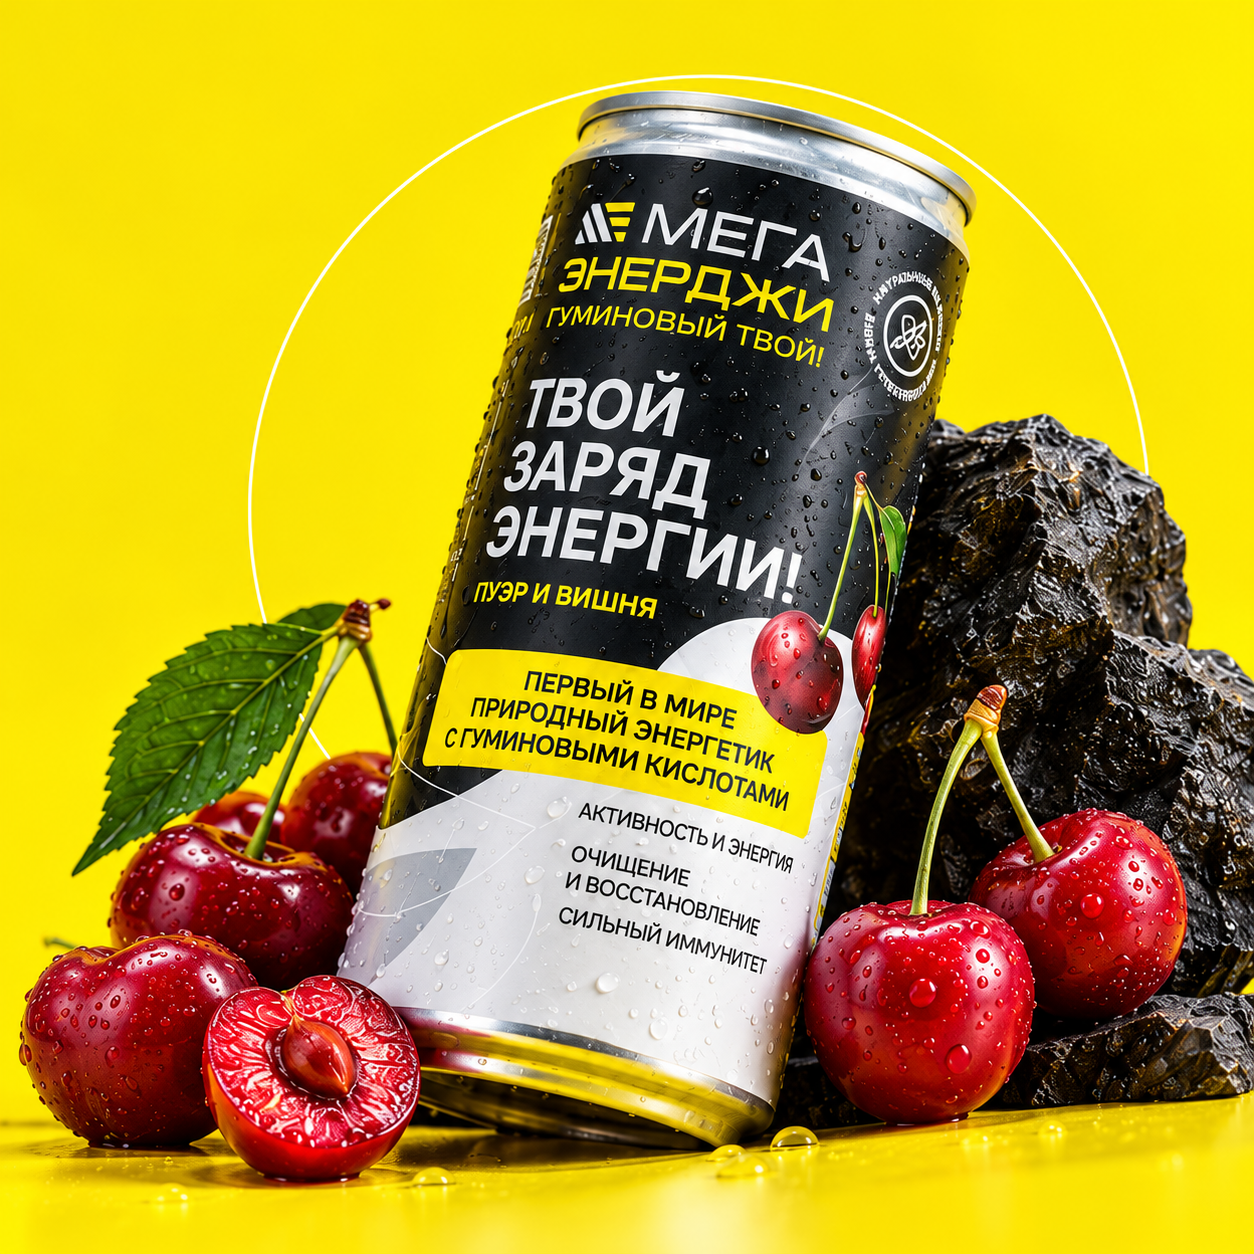 МЕГА
ЭНЕРДЖИ
ГУМИНОВЫЙ ТВОЙ!
ТВОЙ
ЗАРЯД
ЭНЕРГИИ!
ПУЭР И ВИШНЯ
ПЕРВЫЙ В МИРЕ
ПРИРОДНЫЙ ЭНЕРГЕТИК
С ГУМИНОВЫМИ КИСЛОТАМИ
АКТИВНОСТЬ И ЭНЕРГИЯ
ОЧИЩЕНИЕ
И ВОССТАНОВЛЕНИЕ
СИЛЬНЫЙ ИММУНИТЕТ